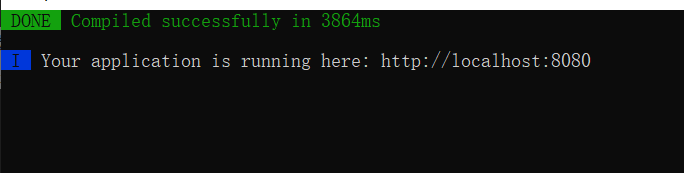 DONE Compiled successfully in 3864ms
I Your application is running here: http://localhost:8080